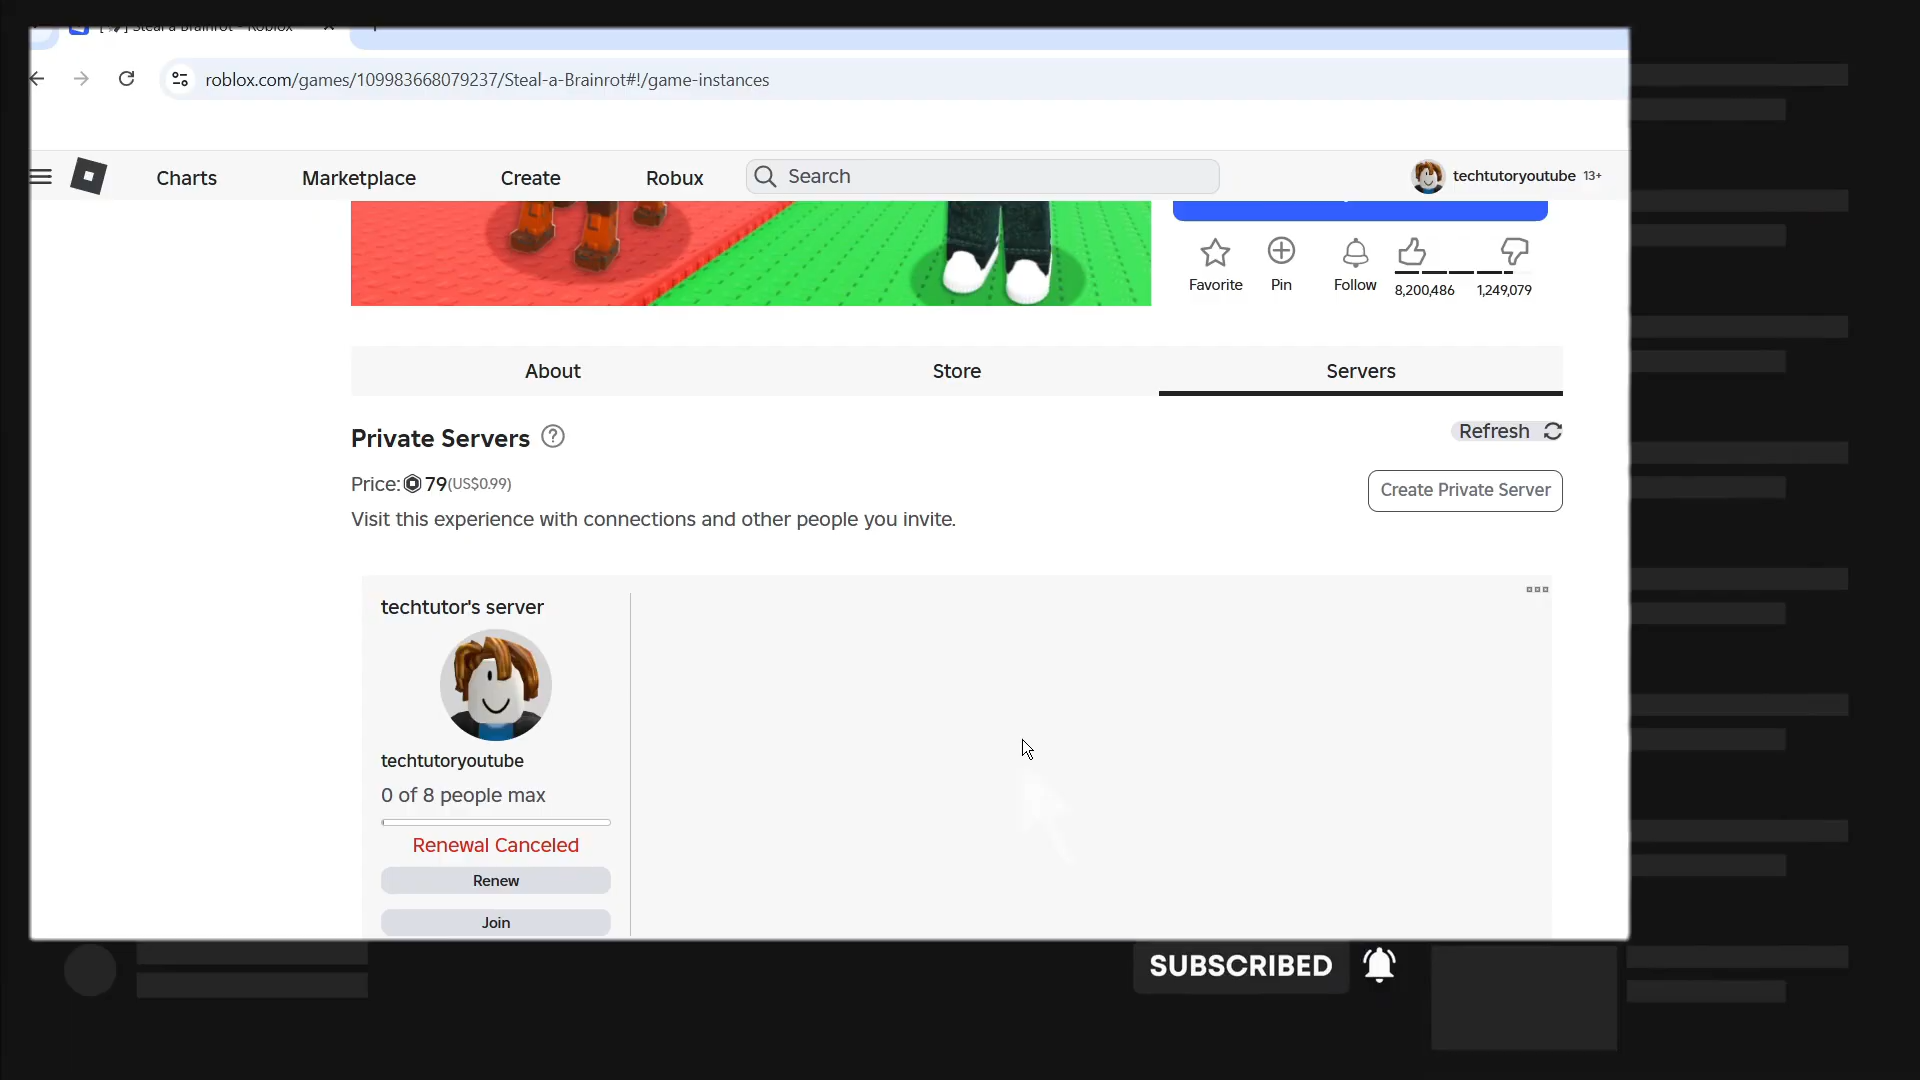 Steal a Brainrot - Roblox
roblox.com/games/109983668079237/Steal-a-Brainrot#!/game-instances
Charts
Marketplace
Create
Robux
Search
techtutoryoutube 13+
Favorite
Pin
Follow
8,200,486
1,249,079
About
Store
Servers
Private Servers
Refresh
Price: 79(US$0.99)
Create Private Server
Visit this experience with connections and other people you invite.
techtutor's server
techtutoryoutube
0 of 8 people max
Renewal Canceled
Renew
Join
SUBSCRIBED